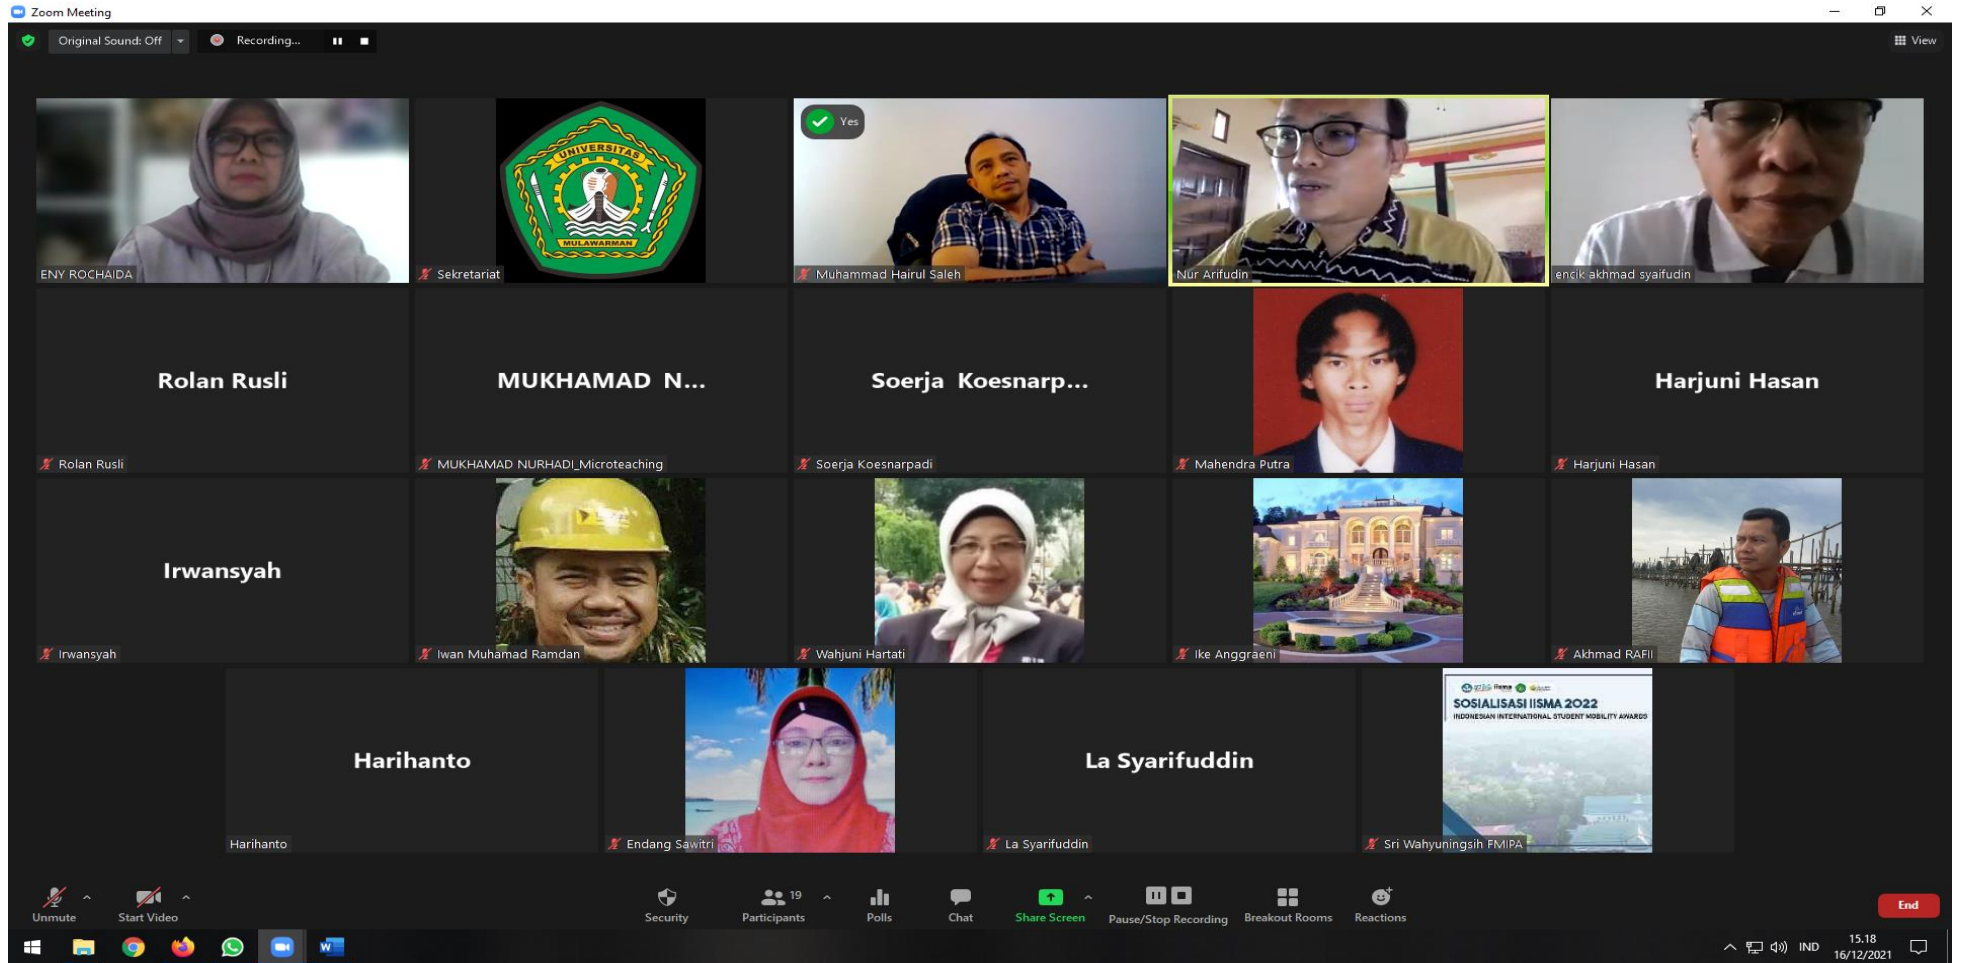 Zoom Meeting
Original Sound: Off
Recording...
View
ENY ROCHAIDA
UNIVERSITAS
MULAWARMAN
Sekretariat
Yes
Muhammad Hairul Saleh
Nur Arifudin
encik akhmad syaifudin
Rolan Rusli
Rolan Rusli
MUKHAMAD N...
MUKHAMAD NURHADI_Microteaching
Soerja Koesnarp...
Soerja Koesnarpadi
Mahendra Putra
Harjuni Hasan
Harjuni Hasan
Irwansyah
Irwansyah
Iwan Muhamad Ramdan
Wahjuni Hartati
Ike Anggraeni
Akhmad RAFII
Harihanto
Harihanto
Endang Sawitri
La Syarifuddin
La Syarifuddin
SOSIALISASI IISMA 2022
INDONESIAN INTERNATIONAL STUDENT MOBILITY AWARDS
Sri Wahyuningsih FMIPA
Unmute
Start Video
Security
19
Participants
Polls
Chat
Share Screen
Pause/Stop Recording
Breakout Rooms
Reactions
End
IND
15.18
16/12/2021